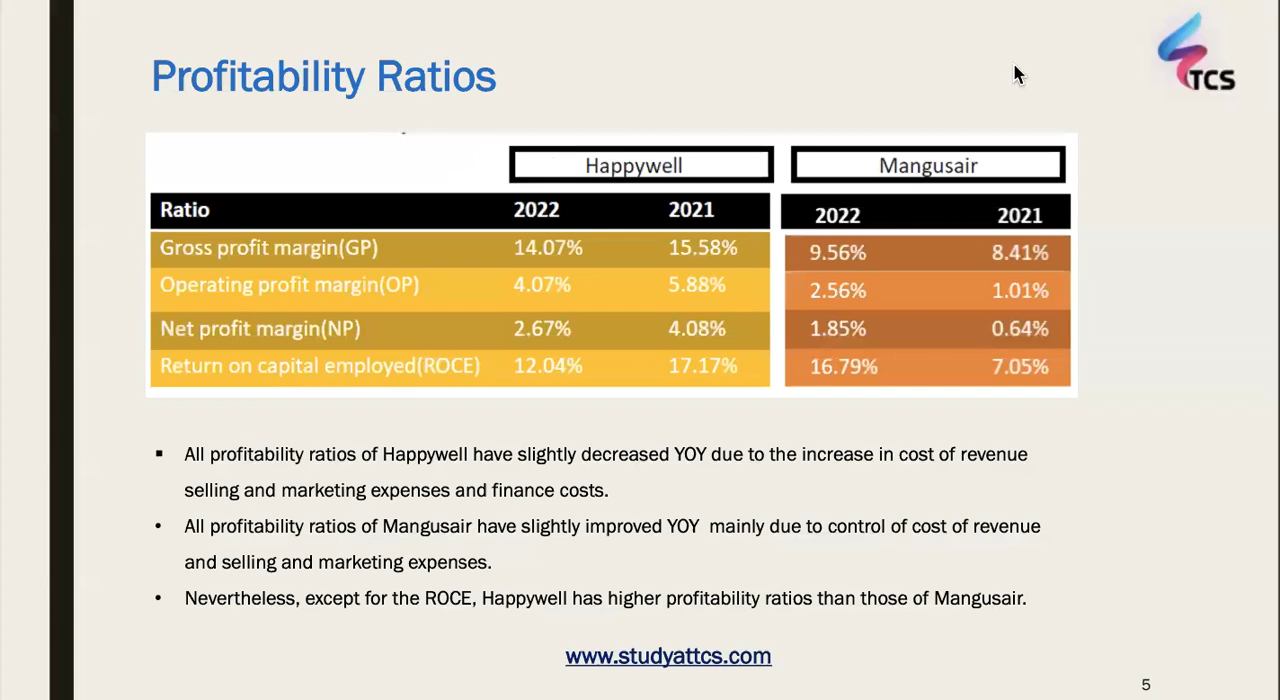 TCS
Profitability Ratios
Happywell Mangusair
Ratio 2022 2021 2022 2021
Gross profit margin(GP) 14.07% 15.58% 9.56% 8.41%
Operating profit margin(OP) 4.07% 5.88% 2.56% 1.01%
Net profit margin(NP) 2.67% 4.08% 1.85% 0.64%
Return on capital employed(ROCE) 12.04% 17.17% 16.79% 7.05%
▪ All profitability ratios of Happywell have slightly decreased YOY due to the increase in cost of revenue
selling and marketing expenses and finance costs.
• All profitability ratios of Mangusair have slightly improved YOY mainly due to control of cost of revenue
and selling and marketing expenses.
• Nevertheless, except for the ROCE, Happywell has higher profitability ratios than those of Mangusair.
www.studyattcs.com
5